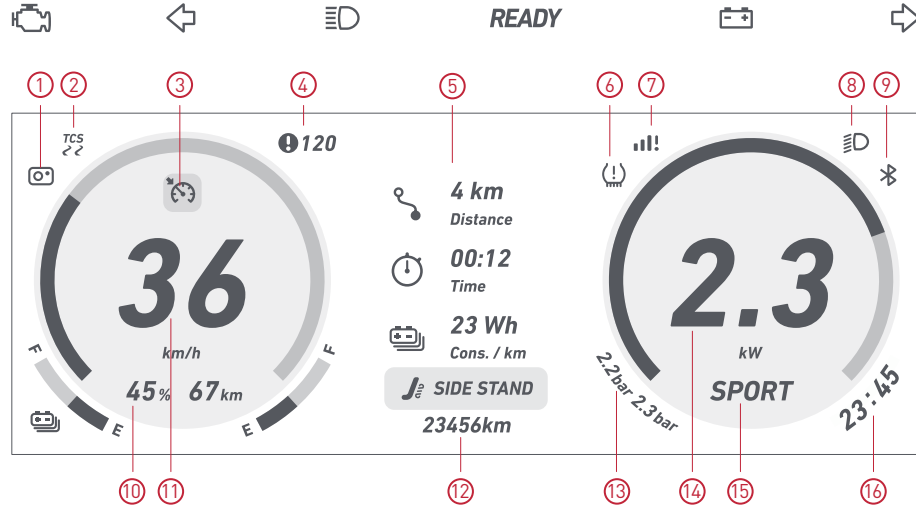 READY
1 2 3 4 5 6 7 8 9
TCS
120
4 km
Distance
00:12
Time
23 Wh
Cons. / km
SIDE STAND
23456km
36
km/h
45% 67km
F E
F E
2.3
kW
SPORT
2.2bar 2.3bar
23:45
10 11 12 13 14 15 16